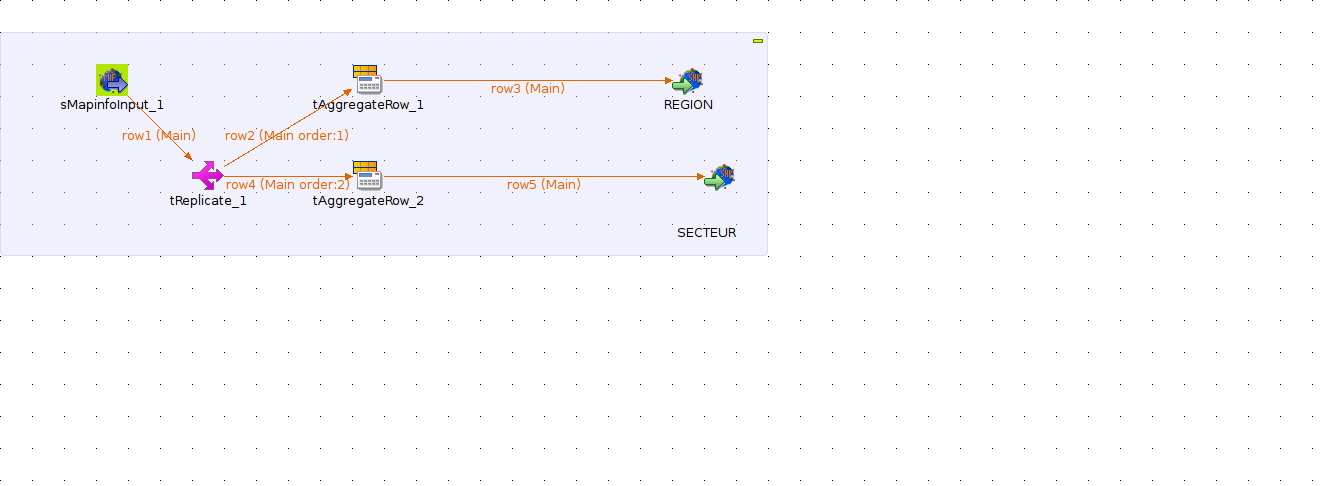 sMapinfoInput_1
tAggregateRow_1
row3 (Main)
REGION
row1 (Main)
row2 (Main order:1)
tReplicate_1
row4 (Main order:2)
tAggregateRow_2
row5 (Main)
SECTEUR